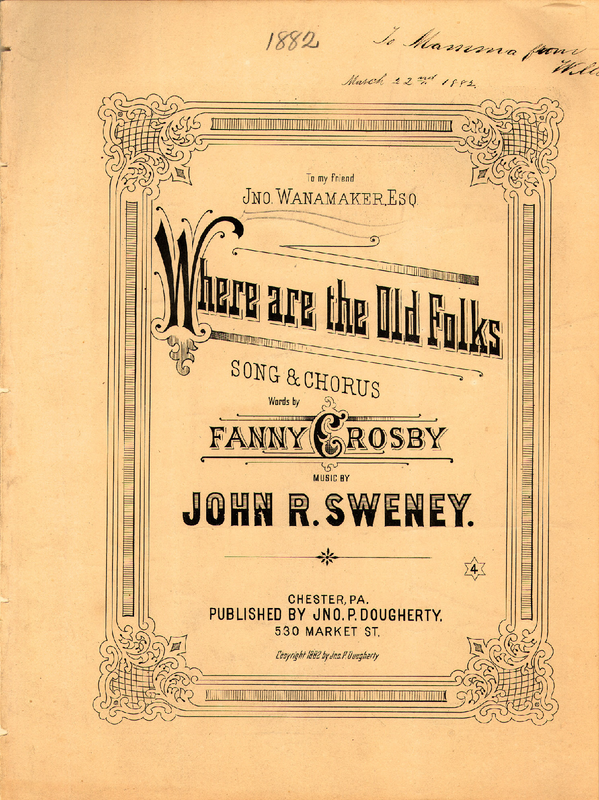 1882
To Mamma from
March 22nd 1882.
To my friend
JNO. WANAMAKER, ESQ
Where are the Old Folks
SONG & CHORUS
Words by
FANNY CROSBY
MUSIC BY
JOHN R. SWENEY.
4
CHESTER, PA.
PUBLISHED BY JNO. P. DOUGHERTY.
530 MARKET ST.
Copyright 1882 by Jno. P. Dougherty